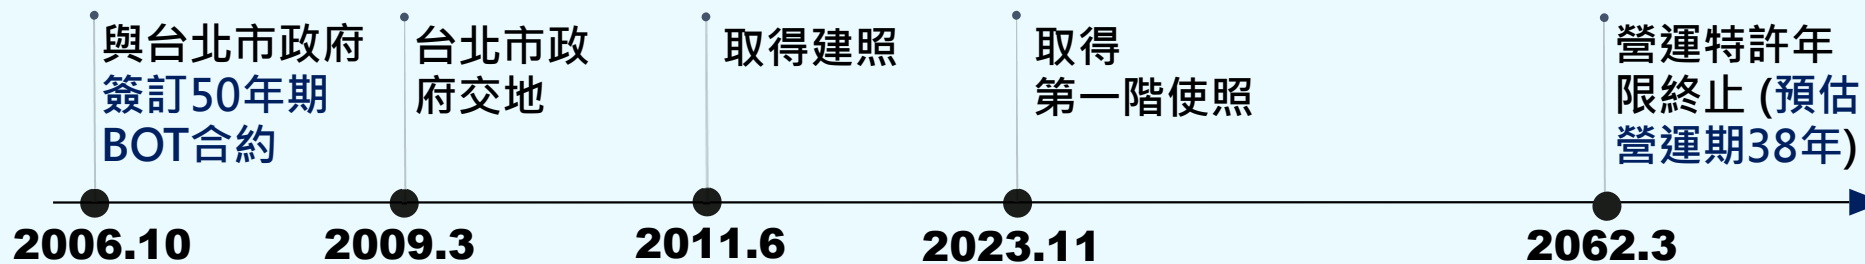 與台北市政府
簽訂50年期
BOT合約
台北市政
府交地
取得建照
取得
第一階使照
營運特許年
限終止 (預估
營運期38年)
2006.10
2009.3
2011.6
2023.11
2062.3